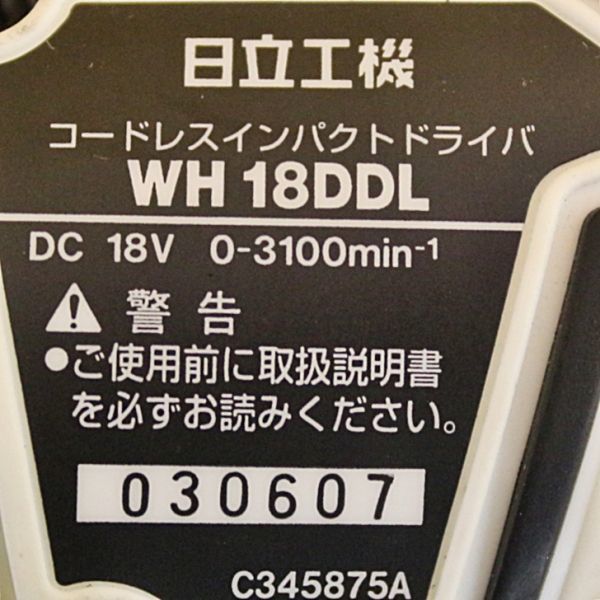 日立工機
コードレスインパクトドライバ
WH 18DDL
DC 18V 0-3100min⁻¹
警告
●ご使用前に取扱説明書
を必ずお読みください。
030607
C345875A